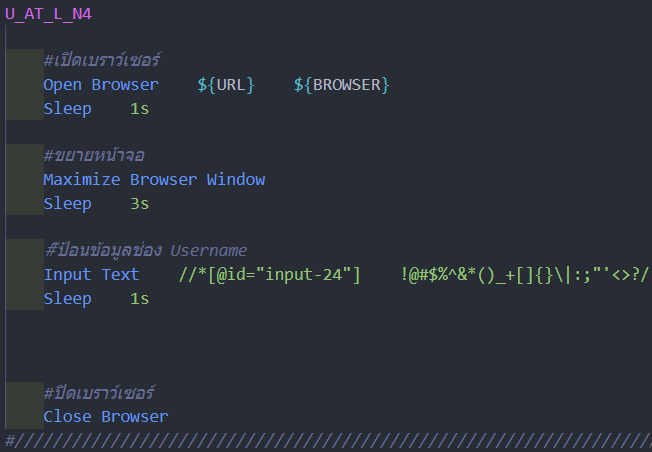 U_AT_L_N4
#เปิดเบราว์เซอร์
Open Browser    ${URL}    ${BROWSER}
Sleep    1s
#ขยายหน้าจอ
Maximize Browser Window
Sleep    3s
#ป้อนข้อมูลช่อง Username
Input Text    //*[@id="input-24"]    !@#$%^&*()_+[]{}\|:;"'<>?/
Sleep    1s
#ปิดเบราว์เซอร์
Close Browser
#//////////////////////////////////////////////////////////////////